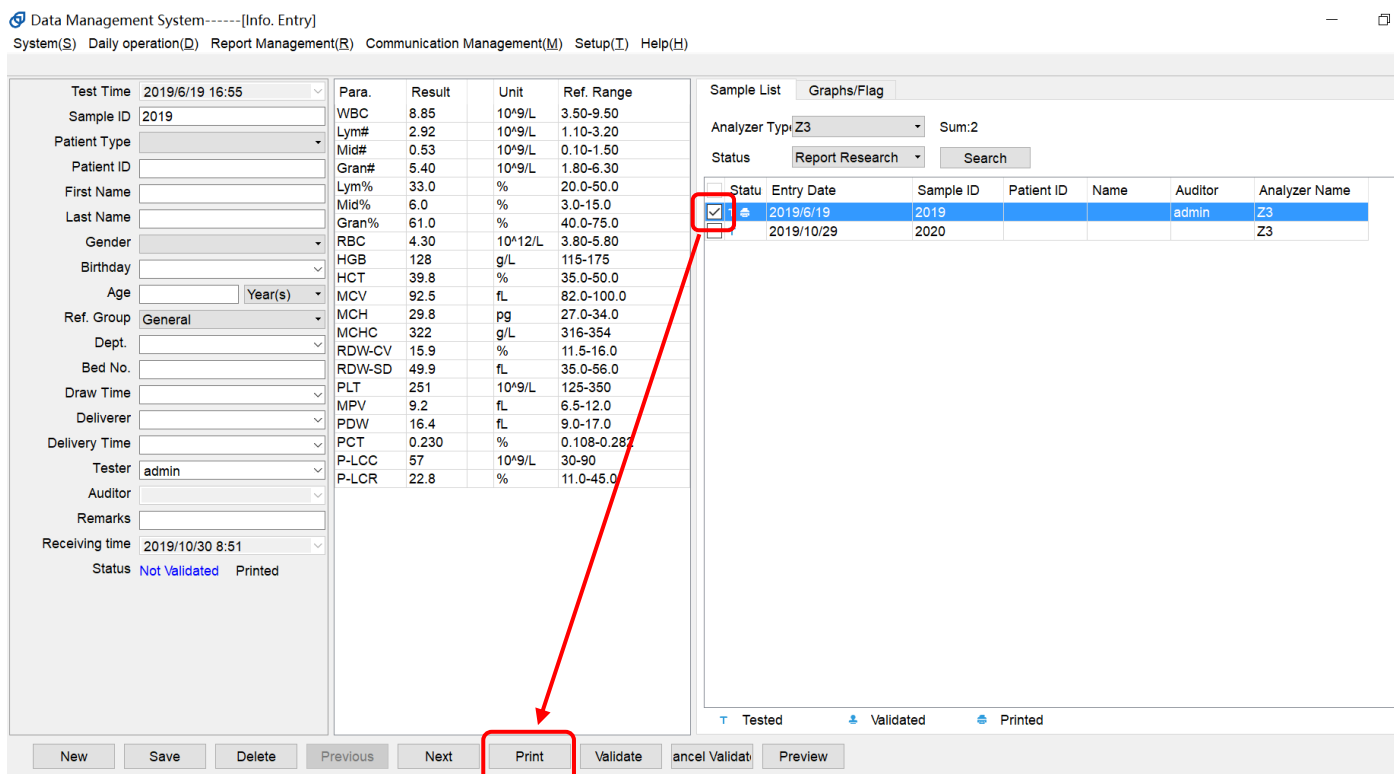 Data Management System------[Info. Entry]
System(S) Daily operation(D) Report Management(R) Communication Management(M) Setup(T) Help(H)
Test Time 2019/6/19 16:55
Sample ID 2019
Patient Type
Patient ID
First Name
Last Name
Gender
Birthday
Age Year(s)
Ref. Group General
Dept.
Bed No.
Draw Time
Deliverer
Delivery Time
Tester admin
Auditor
Remarks
Receiving time 2019/10/30 8:51
Status Not Validated Printed
Para. Result Unit Ref. Range
WBC 8.85 10^9/L 3.50-9.50
Lym# 2.92 10^9/L 1.10-3.20
Mid# 0.53 10^9/L 0.10-1.50
Gran# 5.40 10^9/L 1.80-6.30
Lym% 33.0 % 20.0-50.0
Mid% 6.0 % 3.0-15.0
Gran% 61.0 % 40.0-75.0
RBC 4.30 10^12/L 3.80-5.80
HGB 128 g/L 115-175
HCT 39.8 % 35.0-50.0
MCV 92.5 fL 82.0-100.0
MCH 29.8 pg 27.0-34.0
MCHC 322 g/L 316-354
RDW-CV 15.9 % 11.5-16.0
RDW-SD 49.9 fL 35.0-56.0
PLT 251 10^9/L 125-350
MPV 9.2 fL 6.5-12.0
PDW 16.4 fL 9.0-17.0
PCT 0.230 % 0.108-0.282
P-LCC 57 10^9/L 30-90
P-LCR 22.8 % 11.0-45.0
Sample List Graphs/Flag
Analyzer Type Z3 Sum:2
Status Report Research Search
Statu Entry Date Sample ID Patient ID Name Auditor Analyzer Name
T 2019/6/19 2019 admin Z3
T 2019/10/29 2020 Z3
T Tested Validated Printed
New Save Delete Previous Next Print Validate ancel Validat Preview